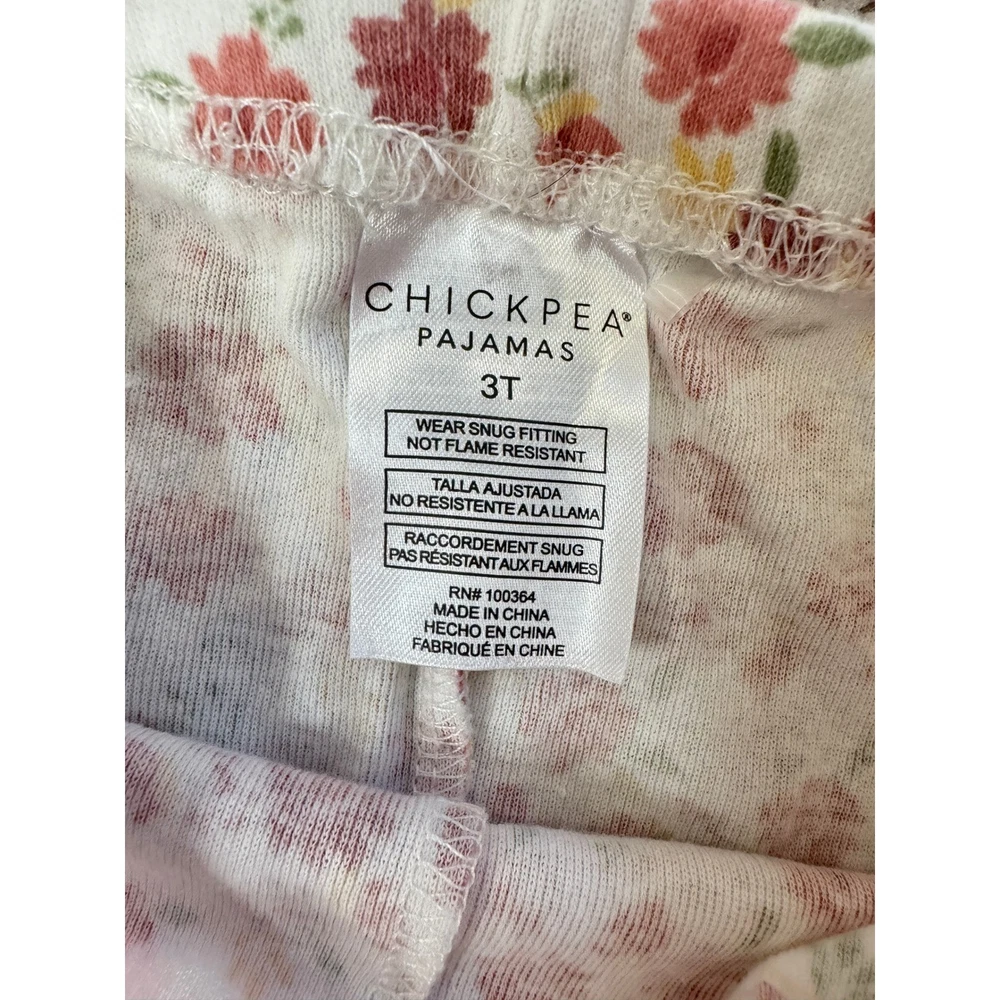 CHICKPEA®
PAJAMAS
3T
WEAR SNUG FITTING
NOT FLAME RESISTANT
TALLA AJUSTADA
NO RESISTENTE A LA LLAMA
RACCORDEMENT SNUG
PAS RÉSISTANT AUX FLAMMES
RN# 100364
MADE IN CHINA
HECHO EN CHINA
FABRIQUÉ EN CHINE